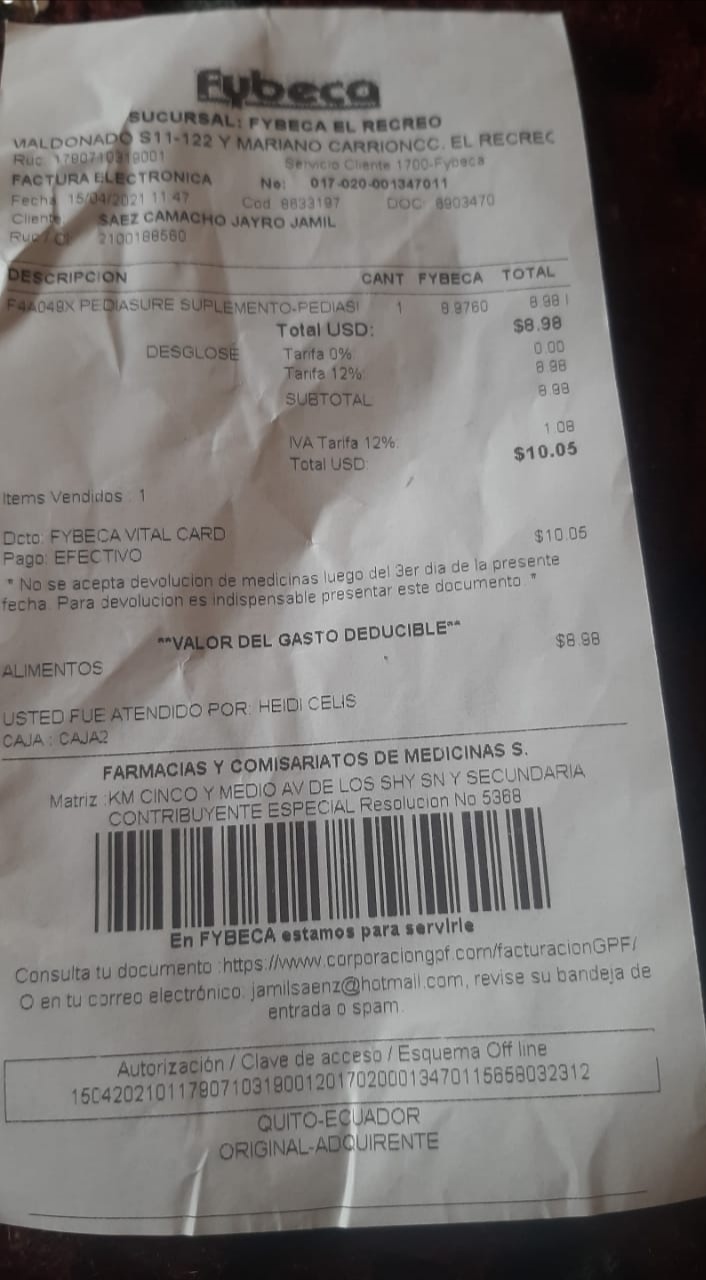 Fybeca
SUCURSAL: FYBECA EL RECREO
MALDONADO S11-122 Y MARIANO CARRIONCC. EL RECREC
Ruc: 1790710319001 Servicio Cliente 1700-Fybeca
FACTURA ELECTRONICA No: 017-020-001347011
Fecha 15/04/2021 11:47 Cod 8633197 DOC: 8903470
Cliente SAEZ CAMACHO JAYRO JAMIL
Ruc / CI: 2100186560
DESCRIPCION CANT FYBECA TOTAL
F4A049X PEDIASURE SUPLEMENTO-PEDIASI 1 8.9760 8.98 I
Total USD: $8.98
DESGLOSE Tarifa 0%: 0.00
Tarifa 12%: 8.98
SUBTOTAL 8.98
IVA Tarifa 12%: 1.08
Total USD: $10.05
Items Vendidos : 1
Dcto: FYBECA VITAL CARD
Pago: EFECTIVO $10.05
* No se acepta devolucion de medicinas luego del 3er dia de la presente
fecha. Para devolucion es indispensable presentar este documento. *
**VALOR DEL GASTO DEDUCIBLE**
ALIMENTOS $8.98
USTED FUE ATENDIDO POR: HEIDI CELIS
CAJA : CAJA2
FARMACIAS Y COMISARIATOS DE MEDICINAS S.
Matriz :KM CINCO Y MEDIO AV DE LOS SHY SN Y SECUNDARIA
CONTRIBUYENTE ESPECIAL Resolucion No 5368
En FYBECA estamos para servirle
Consulta tu documento :https://www.corporaciongpf.com/facturacionGPF/
O en tu correo electrónico: jamilsaenz@hotmail.com, revise su bandeja de
entrada o spam.
Autorización / Clave de acceso / Esquema Off line
1504202101179071031900120170200013470115658032312
QUITO-ECUADOR
ORIGINAL-ADQUIRENTE